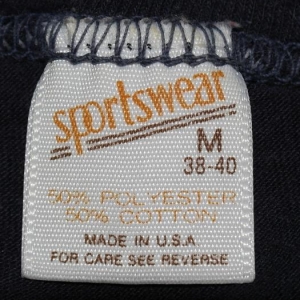 sportswear
M
38-40
50% POLYESTER
50% COTTON
MADE IN U.S.A.
FOR CARE SEE REVERSE